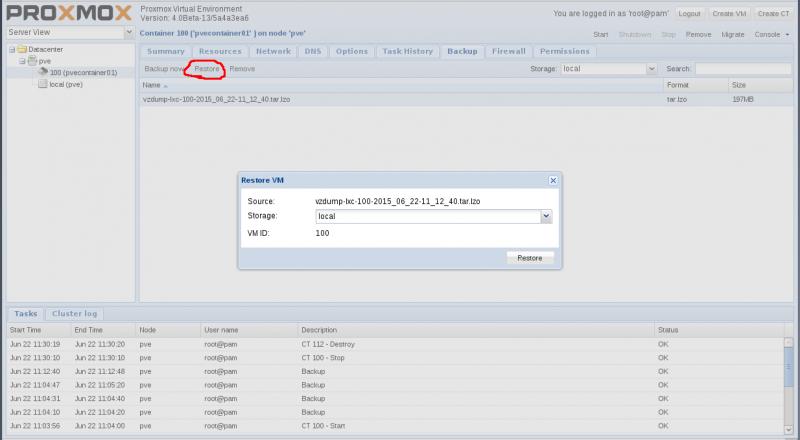 PROXMOX Proxmox Virtual Environment
Version: 4.0Beta-13/5a4a3ea6
You are logged in as 'root@pam' Logout Create VM Create CT
Server View
Container 100 ('pvecontainer01' ) on node 'pve' Start Shutdown Stop Remove Migrate Console
Datacenter
pve
100 (pvecontainer01)
local (pve)
Summary Resources Network DNS Options Task History Backup Firewall Permissions
Backup now Restore Remove Storage: local Search:
Name Format Size
vzdump-lxc-100-2015_06_22-11_12_40.tar.lzo tar.lzo 197MB
Restore VM
Source: vzdump-lxc-100-2015_06_22-11_12_40.tar.lzo
Storage: local
VM ID: 100
Restore
Tasks Cluster log
Start Time End Time Node User name Description Status
Jun 22 11:30:19 Jun 22 11:30:20 pve root@pam CT 112 - Destroy OK
Jun 22 11:30:10 Jun 22 11:30:10 pve root@pam CT 100 - Stop OK
Jun 22 11:12:40 Jun 22 11:12:48 pve root@pam Backup OK
Jun 22 11:04:47 Jun 22 11:05:20 pve root@pam Backup OK
Jun 22 11:04:31 Jun 22 11:04:40 pve root@pam Backup OK
Jun 22 11:04:10 Jun 22 11:04:20 pve root@pam Backup OK
Jun 22 11:03:56 Jun 22 11:04:00 pve root@pam CT 100 - Start OK